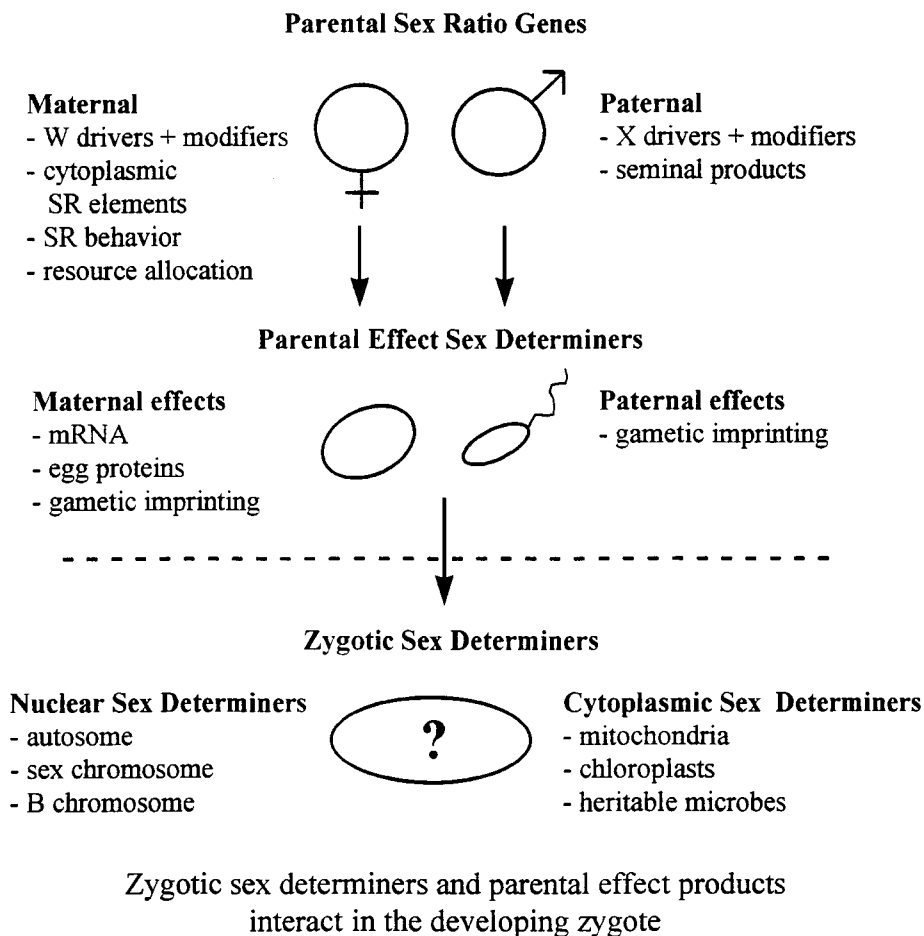 Parental Sex Ratio Genes
Maternal
- W drivers + modifiers
- cytoplasmic
SR elements
- SR behavior
- resource allocation
Paternal
- X drivers + modifiers
- seminal products
Parental Effect Sex Determiners
Maternal effects
- mRNA
- egg proteins
- gametic imprinting
Paternal effects
- gametic imprinting
Zygotic Sex Determiners
Nuclear Sex Determiners
- autosome
- sex chromosome
- B chromosome
?
Cytoplasmic Sex Determiners
- mitochondria
- chloroplasts
- heritable microbes
Zygotic sex determiners and parental effect products
interact in the developing zygote